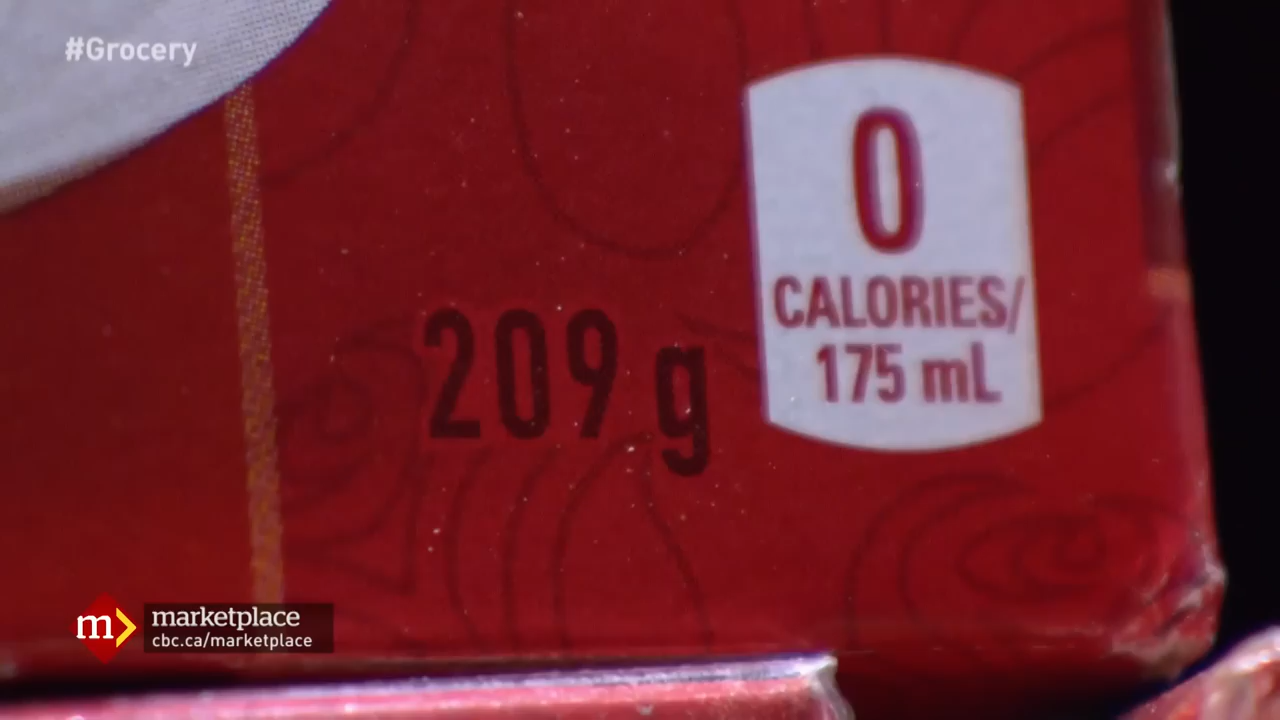 #Grocery
0
CALORIES/
175 mL
209 g
m
marketplace
cbc.ca/marketplace